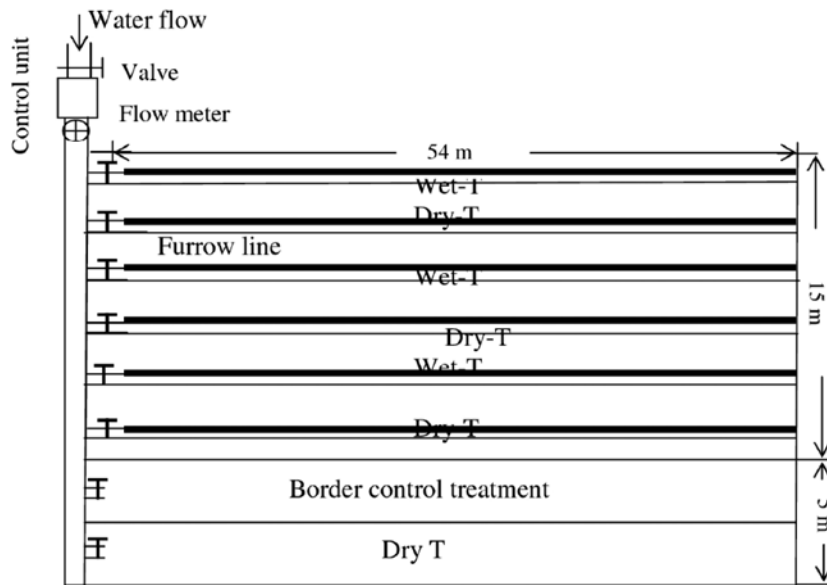 Water flow
Control unit
Valve
Flow meter
54 m
Wet-T
Dry-T
Furrow line
Wet-T
15 m
Dry-T
Wet-T
Dry-T
Border control treatment
5 m
Dry T